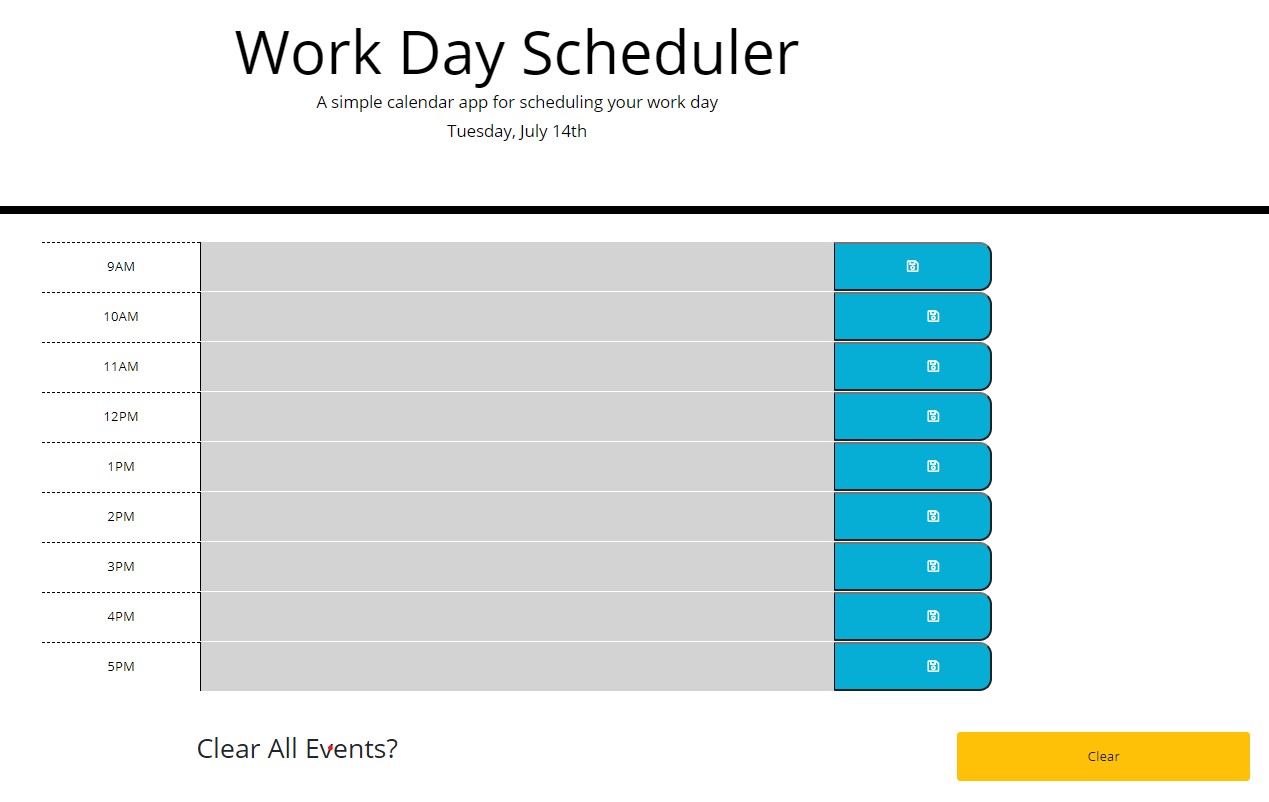 Work Day Scheduler
A simple calendar app for scheduling your work day
Tuesday, July 14th
9AM
10AM
11AM
12PM
1PM
2PM
3PM
4PM
5PM
Clear All Events?
Clear